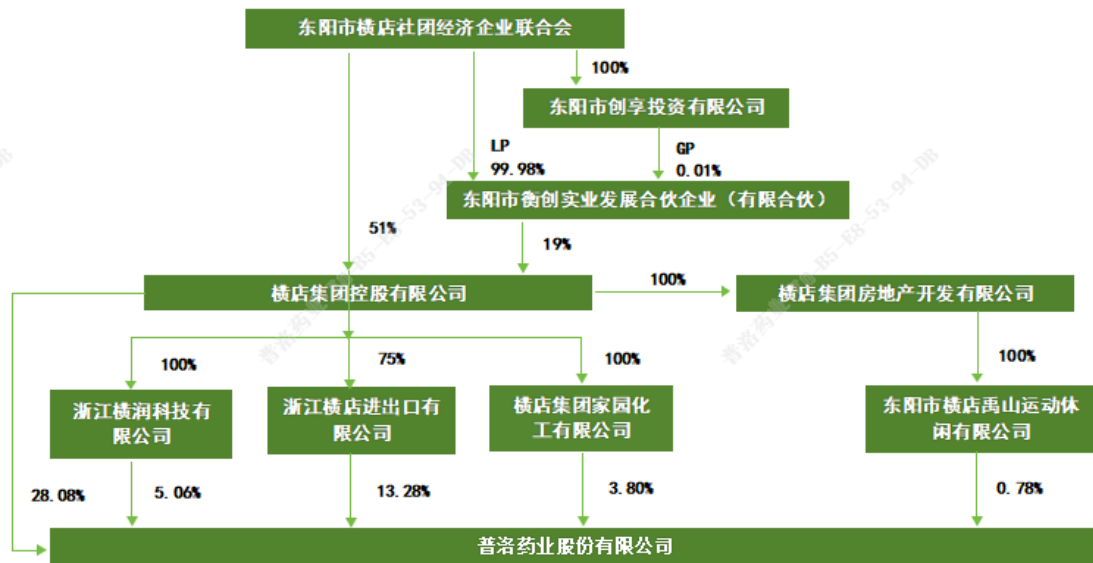 东阳市横店社团经济企业联合会
100%
东阳市创享投资有限公司
LP
99.98%
GP
0.01%
东阳市衡创实业发展合伙企业（有限合伙）
51%
19%
横店集团控股有限公司
100%
横店集团房地产开发有限公司
100%
75%
100%
100%
浙江横润科技有
限公司
浙江横店进出口有
限公司
横店集团家园化
工有限公司
东阳市横店禹山运动休
闲有限公司
28.08%
5.06%
13.28%
3.80%
0.78%
普洛药业股份有限公司